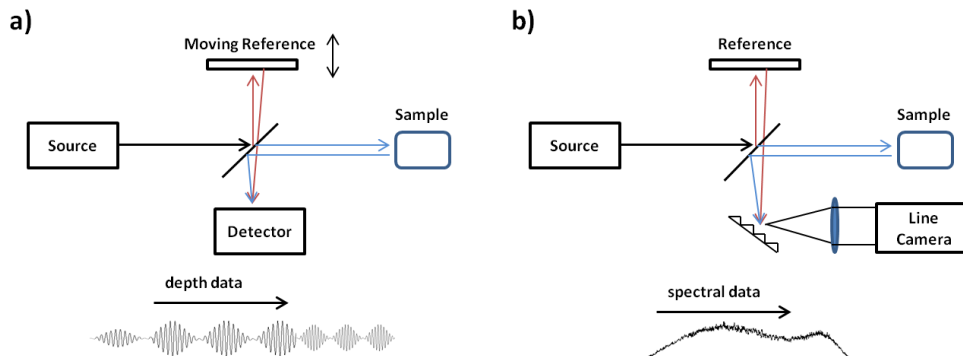 a)
Moving Reference
Sample
Source
Detector
depth data
b)
Reference
Sample
Source
Line
Camera
spectral data